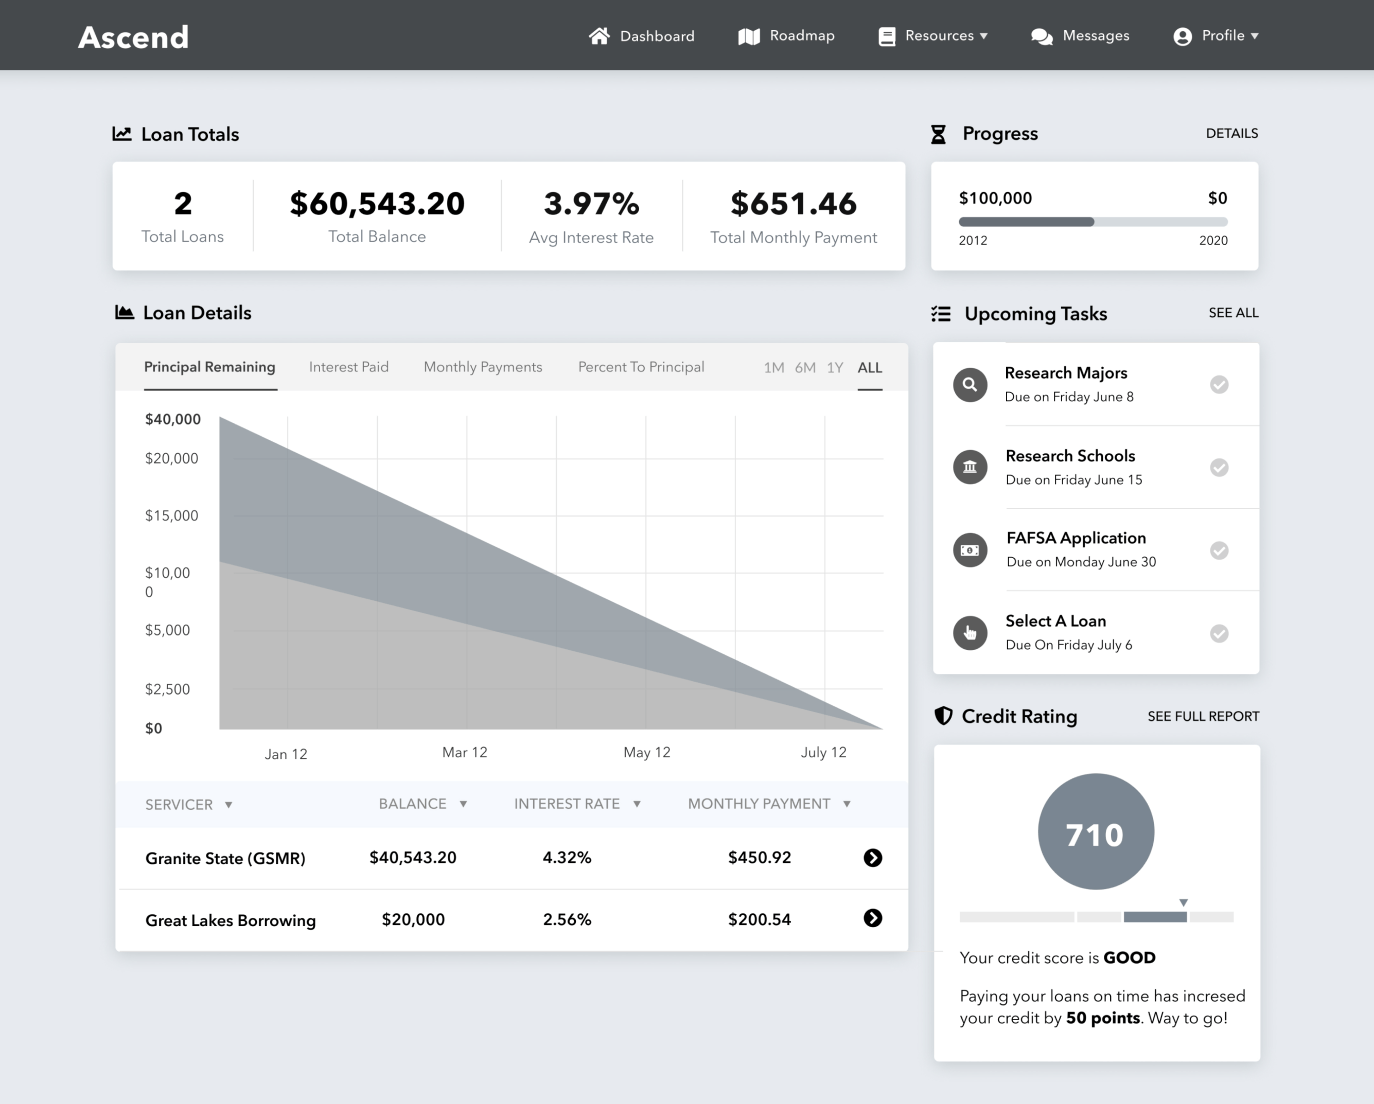 Ascend
Dashboard
Roadmap
Resources
Messages
Profile
Loan Totals
2
Total Loans
$60,543.20
Total Balance
3.97%
Avg Interest Rate
$651.46
Total Monthly Payment
Progress
DETAILS
$100,000
$0
2012
2020
Loan Details
Principal Remaining
Interest Paid
Monthly Payments
Percent To Principal
1M
6M
1Y
ALL
$40,000
$20,000
$15,000
$10,00
0
$5,000
$2,500
$0
Jan 12
Mar 12
May 12
July 12
SERVICER
BALANCE
INTEREST RATE
MONTHLY PAYMENT
Granite State (GSMR)
$40,543.20
4.32%
$450.92
Great Lakes Borrowing
$20,000
2.56%
$200.54
Upcoming Tasks
SEE ALL
Research Majors
Due on Friday June 8
Research Schools
Due on Friday June 15
FAFSA Application
Due on Monday June 30
Select A Loan
Due On Friday July 6
Credit Rating
SEE FULL REPORT
710
Your credit score is GOOD
Paying your loans on time has incresed
your credit by 50 points. Way to go!